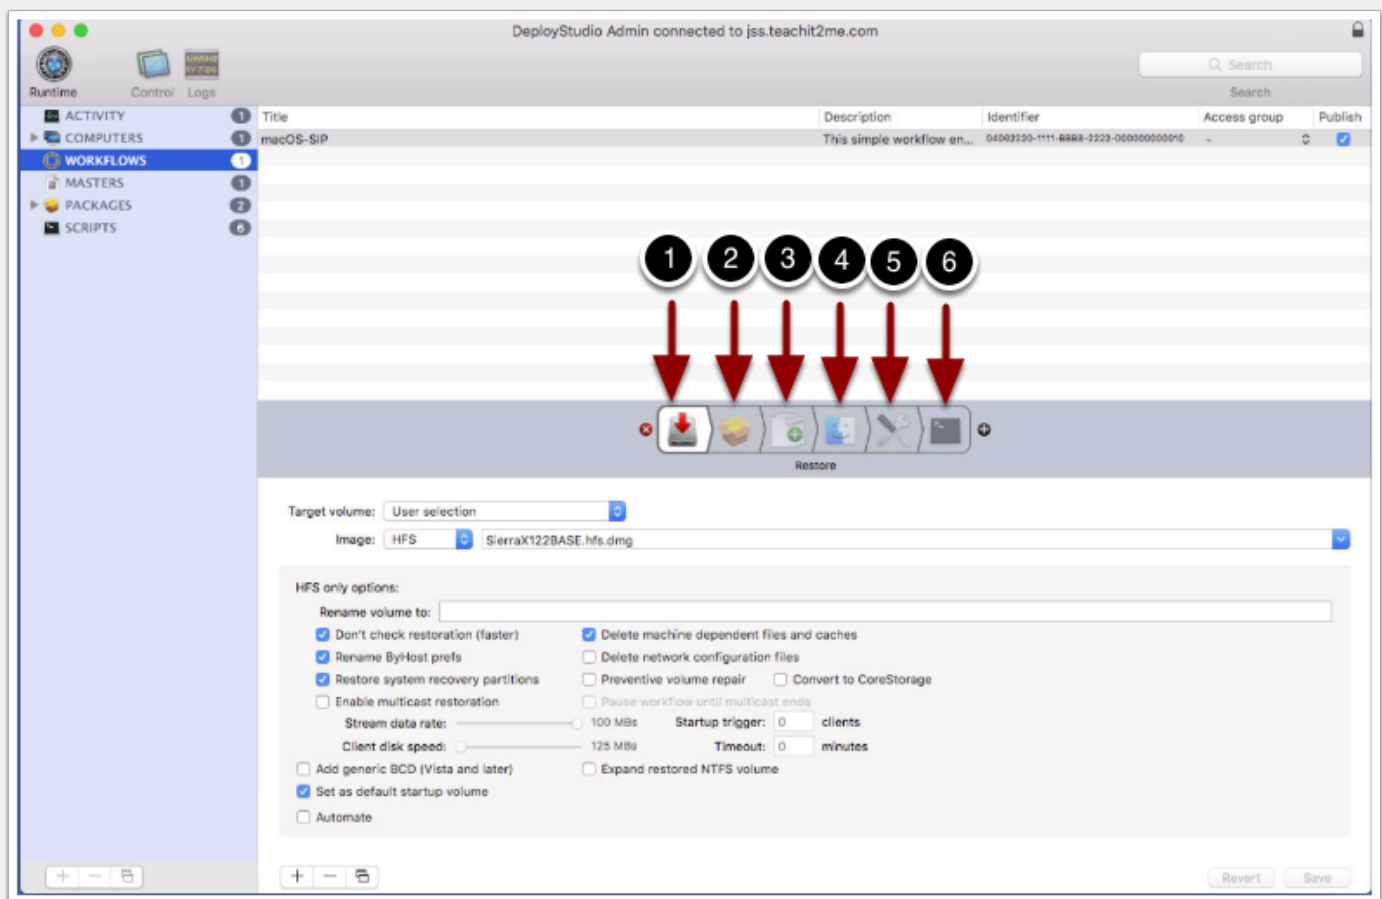 DeployStudio Admin connected to jss.teachit2me.com
Search
Runtime Control Logs Search
ACTIVITY 1
Title Description Identifier Access group Publish
COMPUTERS 1
macOS-SIP This simple workflow en... -
WORKFLOWS 1
MASTERS 1
PACKAGES 2
SCRIPTS 6
1 2 3 4 5 6
Restore
Target volume: User selection
Image: HFS SierraX122BASE.hfs.dmg
HFS only options:
Rename volume to:
Don't check restoration (faster) Delete machine dependent files and caches
Rename ByHost prefs Delete network configuration files
Restore system recovery partitions Preventive volume repair Convert to CoreStorage
Enable multicast restoration Pause workflow until multicast ends
Stream data rate: 100 MBs Startup trigger: 0 clients
Client disk speed: 125 MBs Timeout: 0 minutes
Add generic BCD (Vista and later) Expand restored NTFS volume
Set as default startup volume
Automate
Revert Save